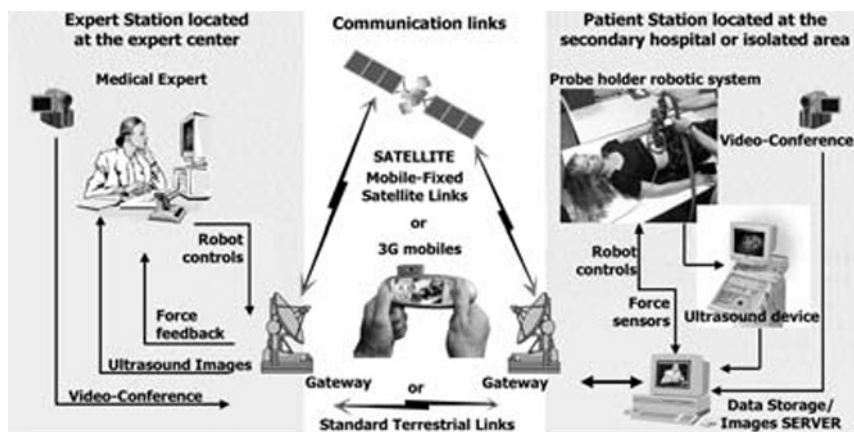 Expert Station located
at the expert center
Medical Expert
Robot
controls
Force
feedback
Ultrasound Images
Video-Conference
Communication links
SATELLITE
Mobile-Fixed
Satellite Links
or
3G mobiles
Gateway
or
Gateway
Standard Terrestrial Links
Patient Station located at the
secondary hospital or isolated area
Probe holder robotic system
Video-Conference
Robot
controls
Force
sensors
Ultrasound device
Data Storage/
Images SERVER